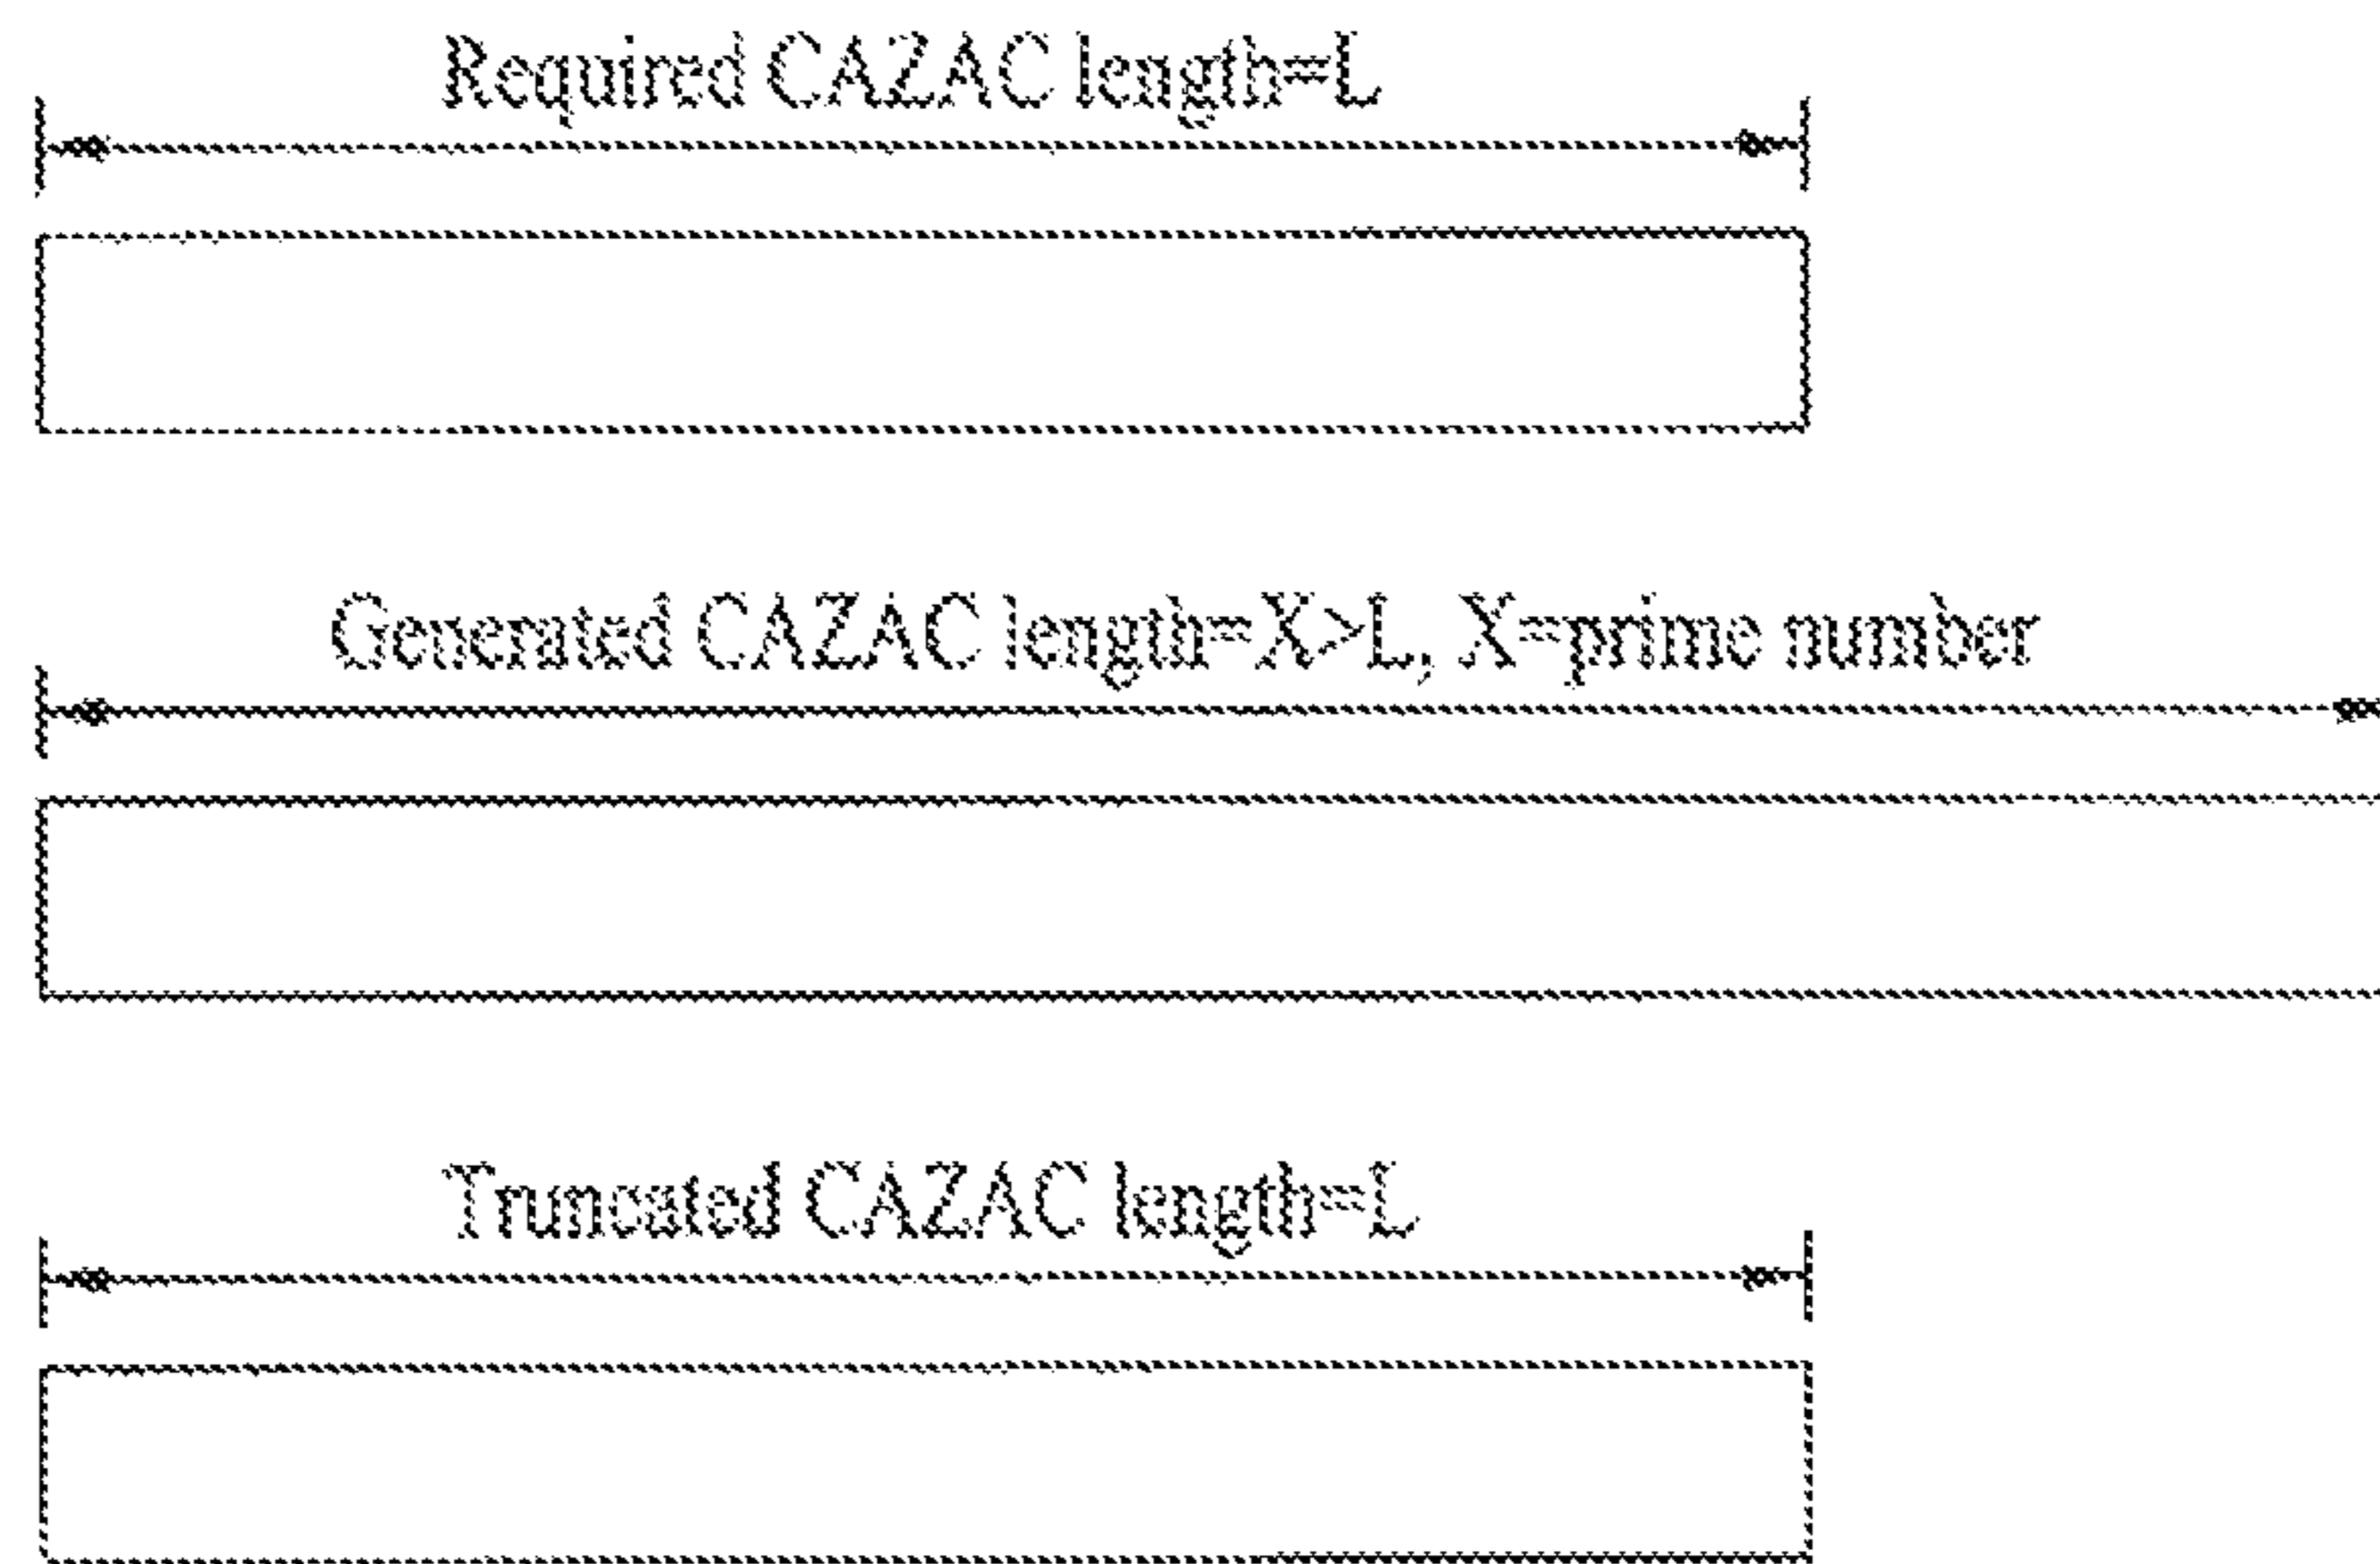 Required CAZAC length=L
Generated CAZAC length=X>L, X=prime number
Truncated CAZAC length=L